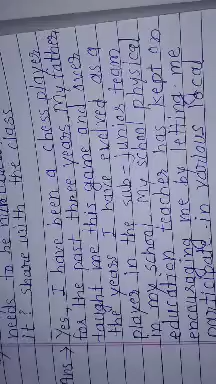 needs to be
it? share with the class
Ans → Yes, I have been a chess player
for the past three years. My father
taught me this game and over
the years I have evolved as a
player in the sub-junior team
in my school. My school physical
education teacher has kept on
encouraging me by letting me
participate in various local